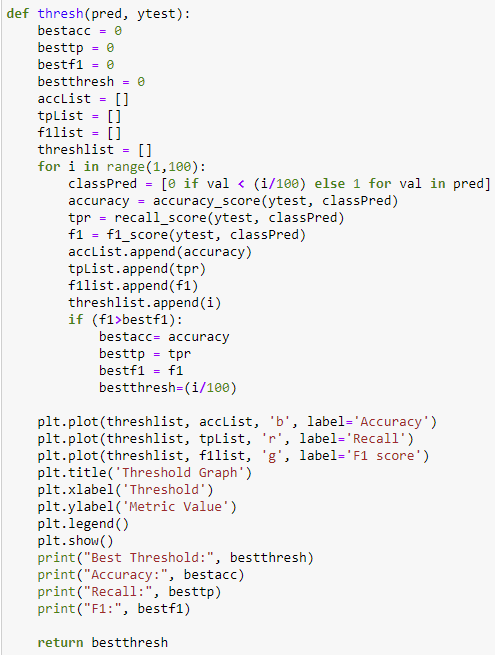 def thresh(pred, ytest):
    bestacc = 0
    besttp = 0
    bestf1 = 0
    bestthresh = 0
    accList = []
    tpList = []
    f1list = []
    threshlist = []
    for i in range(1,100):
        classPred = [0 if val < (i/100) else 1 for val in pred]
        accuracy = accuracy_score(ytest, classPred)
        tpr = recall_score(ytest, classPred)
        f1 = f1_score(ytest, classPred)
        accList.append(accuracy)
        tpList.append(tpr)
        f1list.append(f1)
        threshlist.append(i)
        if (f1>bestf1):
            bestacc= accuracy
            besttp = tpr
            bestf1 = f1
            bestthresh=(i/100)

    plt.plot(threshlist, accList, 'b', label='Accuracy')
    plt.plot(threshlist, tpList, 'r', label='Recall')
    plt.plot(threshlist, f1list, 'g', label='F1 score')
    plt.title('Threshold Graph')
    plt.xlabel('Threshold')
    plt.ylabel('Metric Value')
    plt.legend()
    plt.show()
    print("Best Threshold:", bestthresh)
    print("Accuracy:", bestacc)
    print("Recall:", besttp)
    print("F1:", bestf1)

    return bestthresh